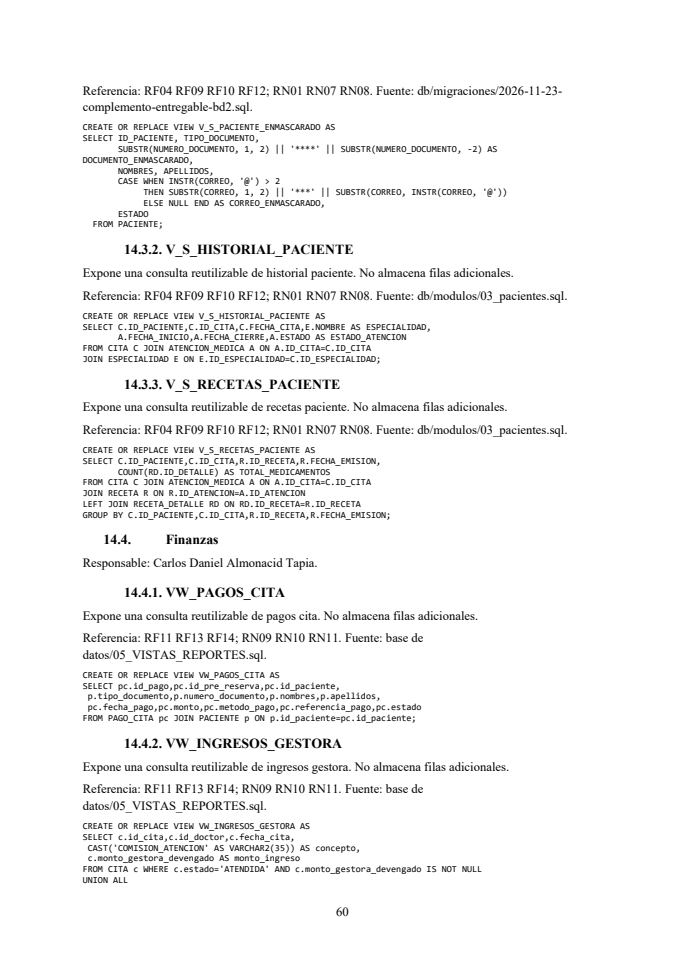 Referencia: RF04 RF09 RF10 RF12; RN01 RN07 RN08. Fuente: db/migraciones/2026-11-23-
complemento-entregable-bd2.sql.
CREATE OR REPLACE VIEW V_S_PACIENTE_ENMASCARADO AS
SELECT ID_PACIENTE, TIPO_DOCUMENTO,
SUBSTR(NUMERO_DOCUMENTO, 1, 2) || '****' || SUBSTR(NUMERO_DOCUMENTO, -2) AS
DOCUMENTO_ENMASCARADO,
NOMBRES, APELLIDOS,
CASE WHEN INSTR(CORREO, '@') > 2
THEN SUBSTR(CORREO, 1, 2) || '***' || SUBSTR(CORREO, INSTR(CORREO, '@'))
ELSE NULL END AS CORREO_ENMASCARADO,
ESTADO
FROM PACIENTE;
14.3.2. V_S_HISTORIAL_PACIENTE
Expone una consulta reutilizable de historial paciente. No almacena filas adicionales.
Referencia: RF04 RF09 RF10 RF12; RN01 RN07 RN08. Fuente: db/modulos/03_pacientes.sql.
CREATE OR REPLACE VIEW V_S_HISTORIAL_PACIENTE AS
SELECT C.ID_PACIENTE,C.ID_CITA,C.FECHA_CITA,E.NOMBRE AS ESPECIALIDAD,
A.FECHA_INICIO,A.FECHA_CIERRE,A.ESTADO AS ESTADO_ATENCION
FROM CITA C JOIN ATENCION_MEDICA A ON A.ID_CITA=C.ID_CITA
JOIN ESPECIALIDAD E ON E.ID_ESPECIALIDAD=C.ID_ESPECIALIDAD;
14.3.3. V_S_RECETAS_PACIENTE
Expone una consulta reutilizable de recetas paciente. No almacena filas adicionales.
Referencia: RF04 RF09 RF10 RF12; RN01 RN07 RN08. Fuente: db/modulos/03_pacientes.sql.
CREATE OR REPLACE VIEW V_S_RECETAS_PACIENTE AS
SELECT C.ID_PACIENTE,C.ID_CITA,R.ID_RECETA,R.FECHA_EMISION,
COUNT(RD.ID_DETALLE) AS TOTAL_MEDICAMENTOS
FROM CITA C JOIN ATENCION_MEDICA A ON A.ID_CITA=C.ID_CITA
JOIN RECETA R ON R.ID_ATENCION=A.ID_ATENCION
LEFT JOIN RECETA_DETALLE RD ON RD.ID_RECETA=R.ID_RECETA
GROUP BY C.ID_PACIENTE,C.ID_CITA,R.ID_RECETA,R.FECHA_EMISION;
14.4. Finanzas
Responsable: Carlos Daniel Almonacid Tapia.
14.4.1. VW_PAGOS_CITA
Expone una consulta reutilizable de pagos cita. No almacena filas adicionales.
Referencia: RF11 RF13 RF14; RN09 RN10 RN11. Fuente: base de
datos/05_VISTAS_REPORTES.sql.
CREATE OR REPLACE VIEW VW_PAGOS_CITA AS
SELECT pc.id_pago,pc.id_pre_reserva,pc.id_paciente,
p.tipo_documento,p.numero_documento,p.nombres,p.apellidos,
pc.fecha_pago,pc.monto,pc.metodo_pago,pc.referencia_pago,pc.estado
FROM PAGO_CITA pc JOIN PACIENTE p ON p.id_paciente=pc.id_paciente;
14.4.2. VW_INGRESOS_GESTORA
Expone una consulta reutilizable de ingresos gestora. No almacena filas adicionales.
Referencia: RF11 RF13 RF14; RN09 RN10 RN11. Fuente: base de
datos/05_VISTAS_REPORTES.sql.
CREATE OR REPLACE VIEW VW_INGRESOS_GESTORA AS
SELECT c.id_cita,c.id_doctor,c.fecha_cita,
CAST('COMISION_ATENCION' AS VARCHAR2(35)) AS concepto,
c.monto_gestora_devengado AS monto_ingreso
FROM CITA c WHERE c.estado='ATENDIDA' AND c.monto_gestora_devengado IS NOT NULL
UNION ALL
60